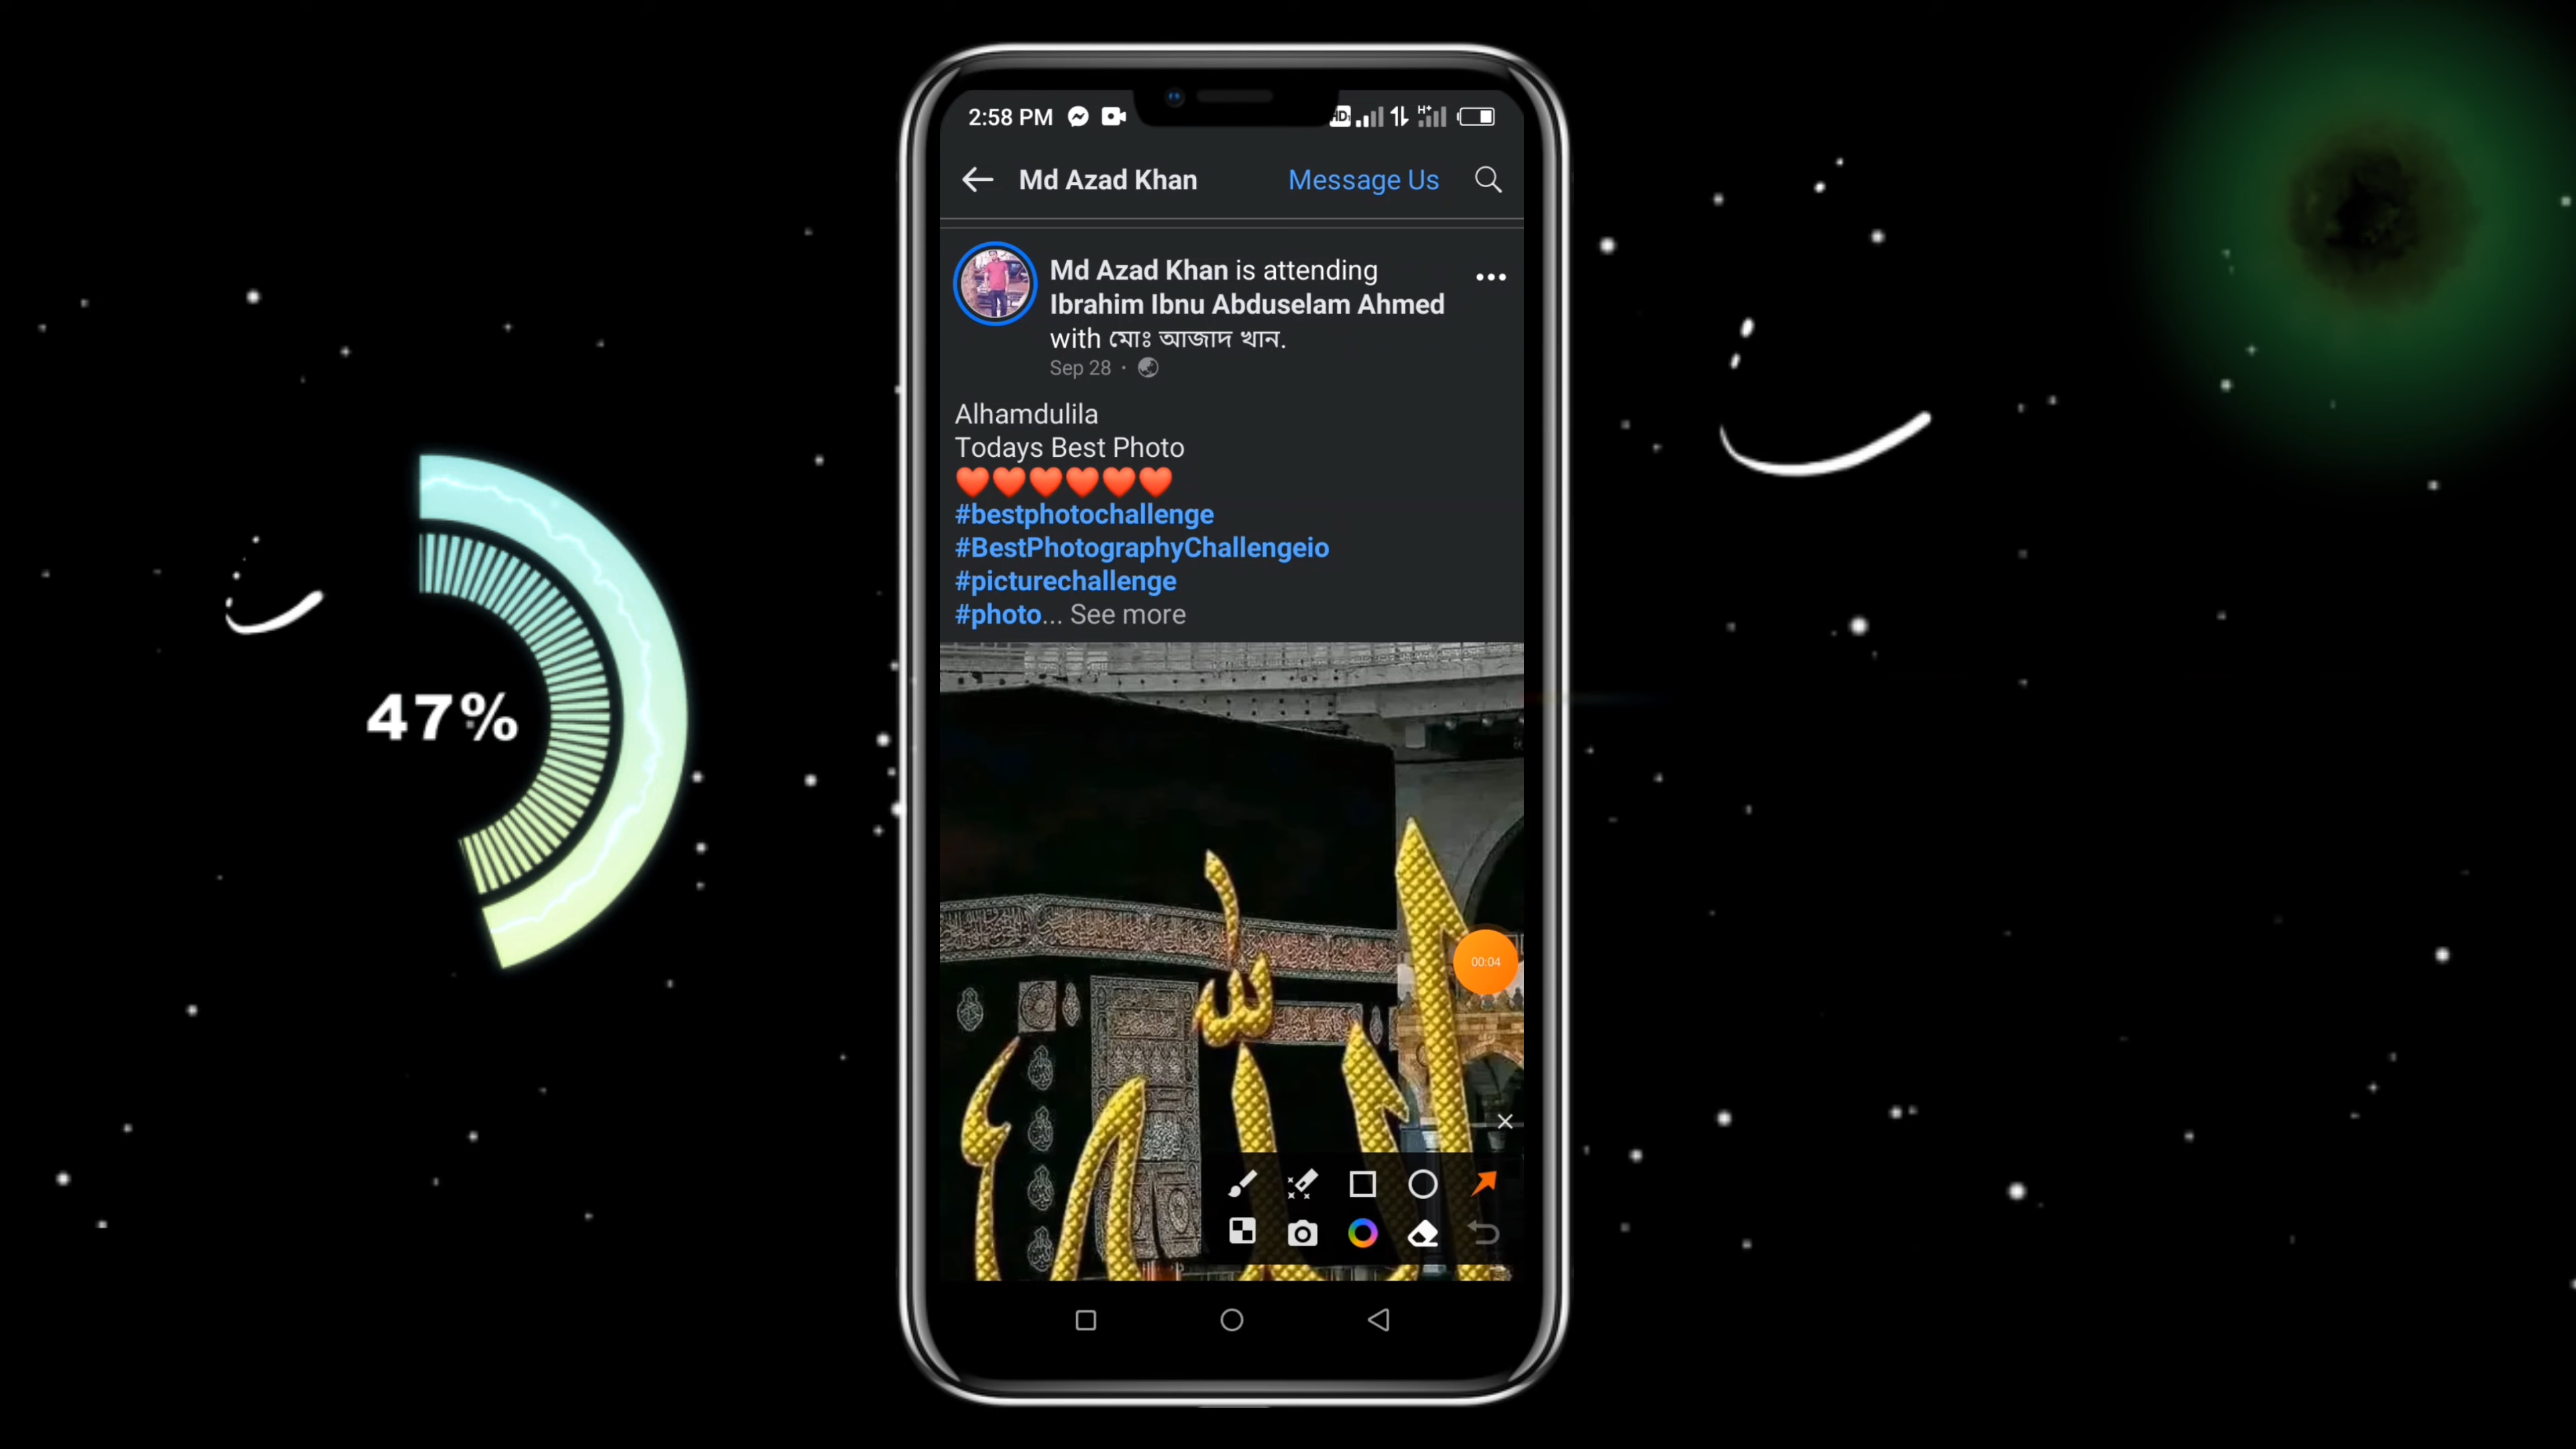 2:58 PM
HD
H+
Md Azad Khan
Message Us
Md Azad Khan is attending
Ibrahim Ibnu Abduselam Ahmed
with মোঃ আজাদ খান.
Sep 28 ·
Alhamdulila
Todays Best Photo
❤️❤️❤️❤️❤️❤️
#bestphotochallenge
#BestPhotographyChallengeio
#picturechallenge
#photo... See more
47%
00:04